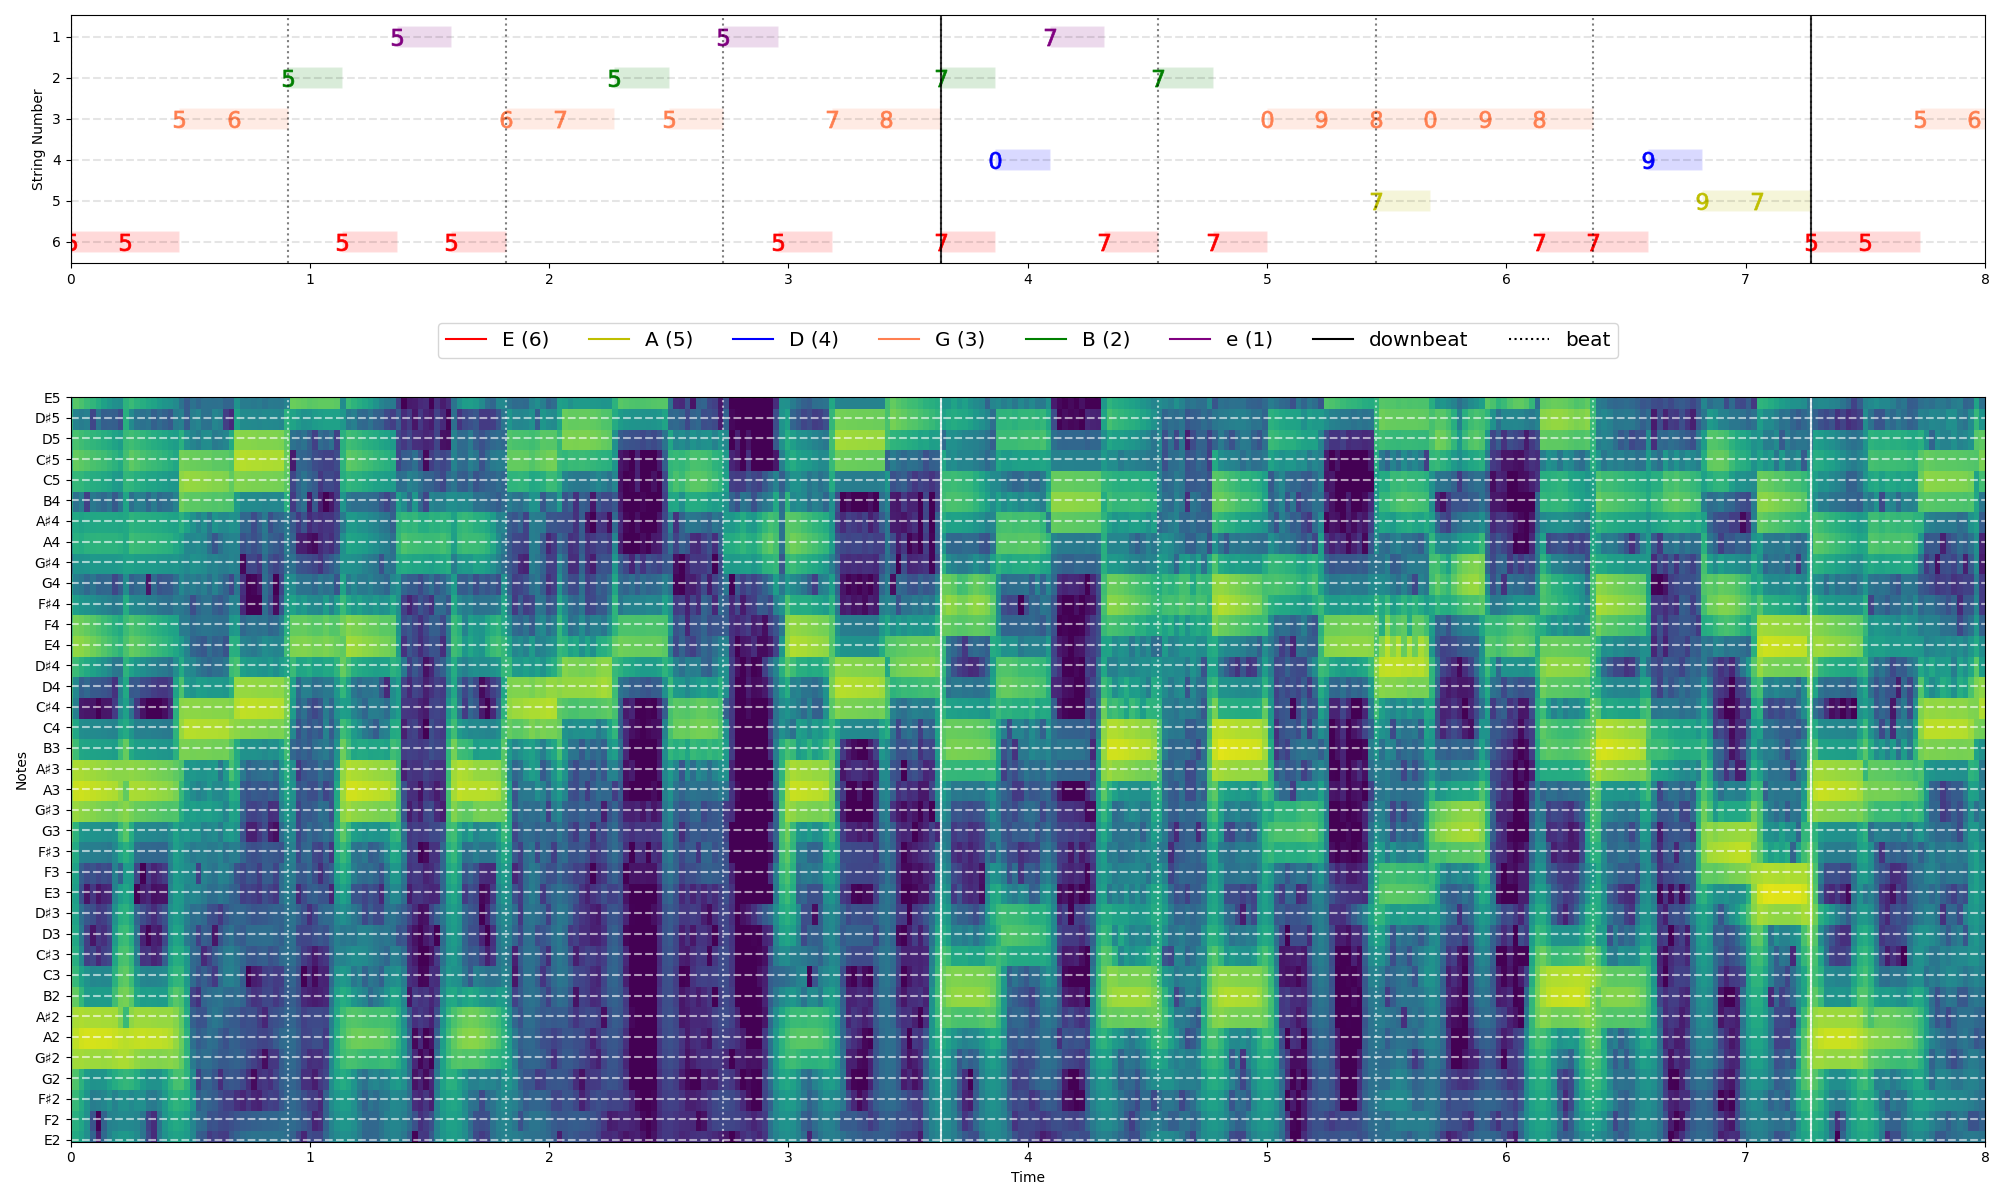 String Number
1 5 5 7
2 5 5 7 7
3 5 6 6 7 5 7 8 0 9 8 0 9 8 5 6
4 0 9
5 7 9 7
6 5 5 5 5 5 7 7 7 7 7 5 5
0 1 2 3 4 5 6 7 8
E (6) A (5) D (4) G (3) B (2) e (1) downbeat beat
Notes
E5
D♯5
D5
C♯5
C5
B4
A♯4
A4
G♯4
G4
F♯4
F4
E4
D♯4
D4
C♯4
C4
B3
A♯3
A3
G♯3
G3
F♯3
F3
E3
D♯3
D3
C♯3
C3
B2
A♯2
A2
G♯2
G2
F♯2
F2
E2
0 1 2 3 4 5 6 7 8
Time